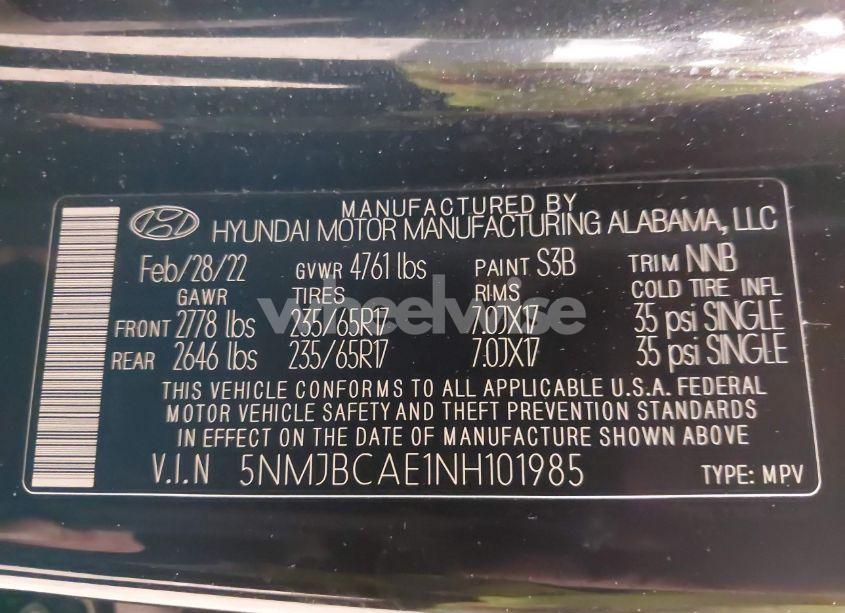 MANUFACTURED BY
HYUNDAI MOTOR MANUFACTURING ALABAMA, LLC
Feb/28/22 GVWR 4761 lbs PAINT S3B TRIM NNB
GAWR TIRES RIMS COLD TIRE INFL
FRONT 2778 lbs 235/65R17 7.0JX17 35 psi SINGLE
REAR 2646 lbs 235/65R17 7.0JX17 35 psi SINGLE
THIS VEHICLE CONFORMS TO ALL APPLICABLE U.S.A. FEDERAL
MOTOR VEHICLE SAFETY AND THEFT PREVENTION STANDARDS
IN EFFECT ON THE DATE OF MANUFACTURE SHOWN ABOVE
V.I.N 5NMJBCAE1NH101985 TYPE: MPV
wheelwise